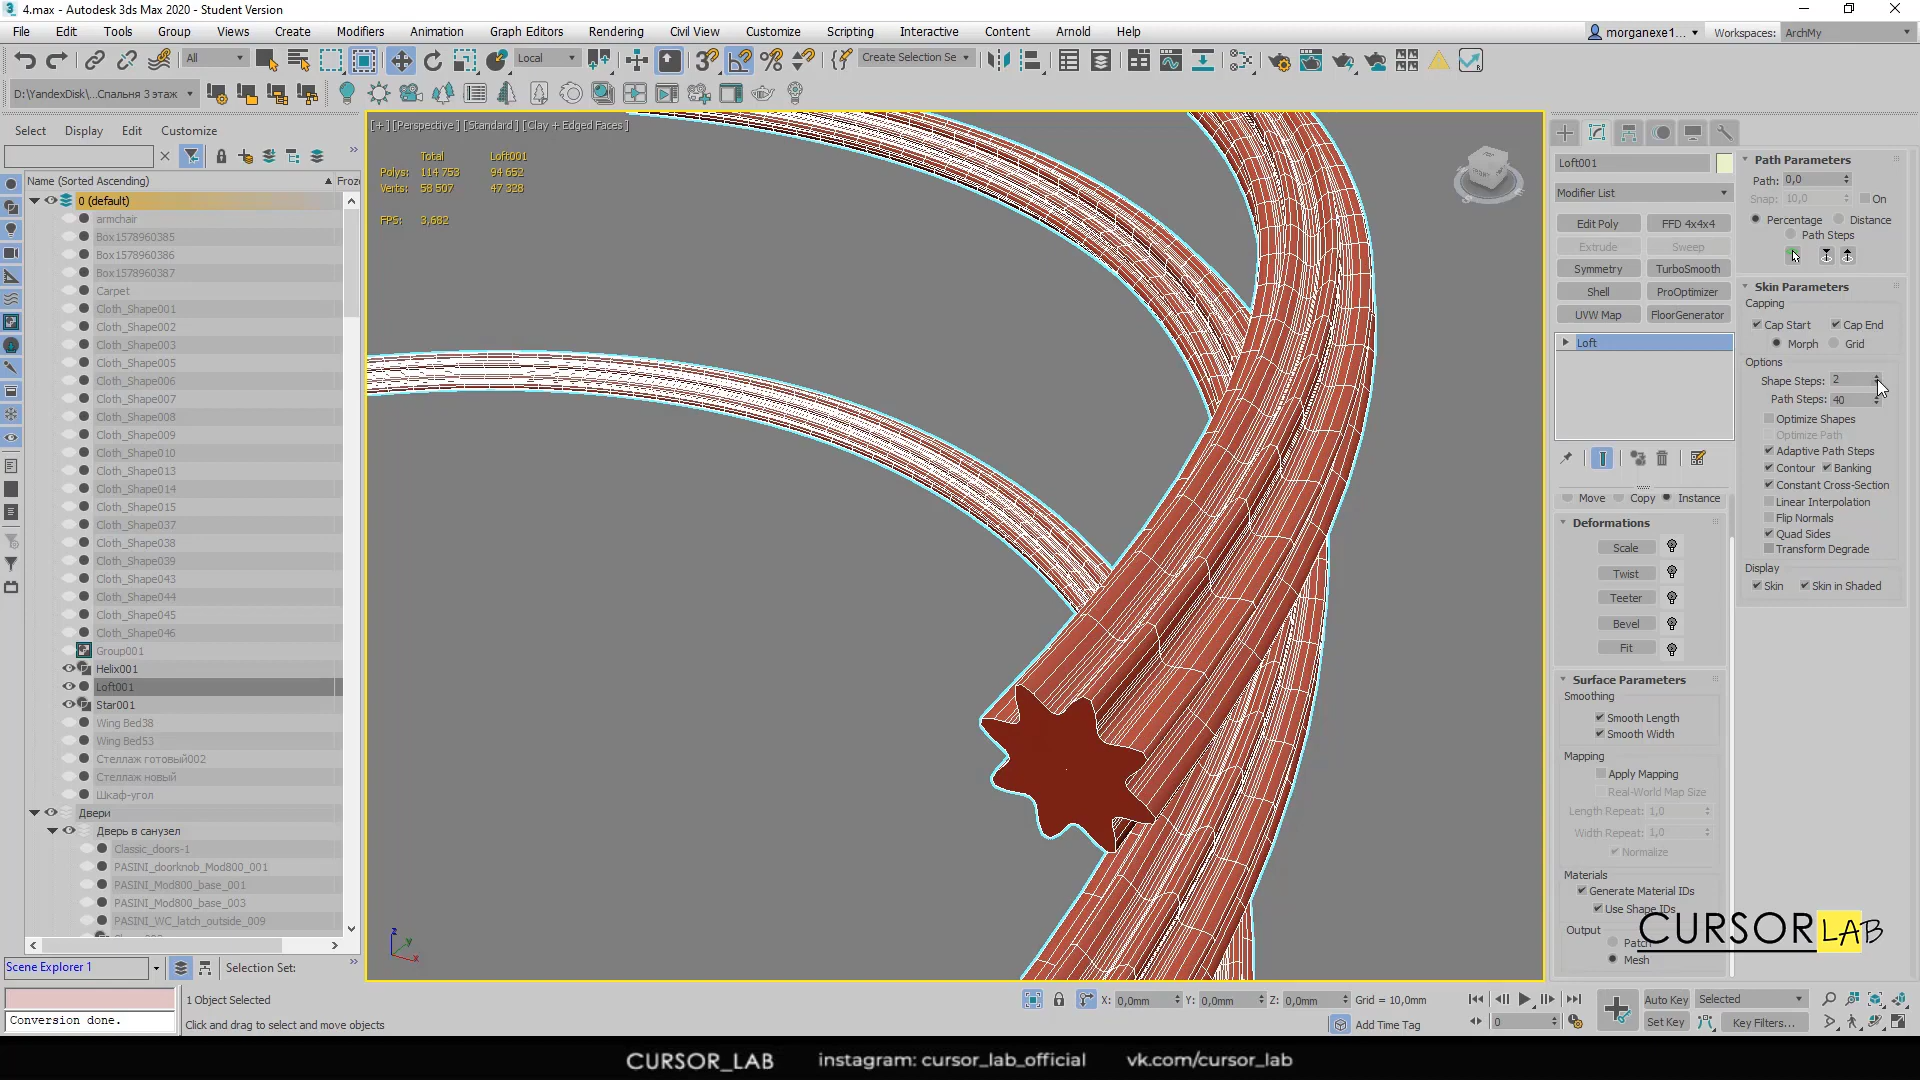 4.max - Autodesk 3ds Max 2020 - Student Version
File Edit Tools Group Views Create Modifiers Animation Graph Editors Rendering Civil View Customize Scripting Interactive Content Arnold Help
morganexe1... Workspaces: ArchMy
All Local Create Selection Se
D:\YandexDisk\...Спальня 3 этаж
Select Display Edit Customize
Name (Sorted Ascending) Froze
0 (default)
armchair
Box1578960385
Box1578960386
Box1578960387
Carpet
Cloth_Shape001
Cloth_Shape002
Cloth_Shape003
Cloth_Shape005
Cloth_Shape006
Cloth_Shape007
Cloth_Shape008
Cloth_Shape009
Cloth_Shape010
Cloth_Shape013
Cloth_Shape014
Cloth_Shape015
Cloth_Shape037
Cloth_Shape038
Cloth_Shape039
Cloth_Shape043
Cloth_Shape044
Cloth_Shape045
Cloth_Shape046
Group001
Helix001
Loft001
Star001
Wing Bed38
Wing Bed53
Стеллаж готовый002
Стеллаж новый
Шкаф-угол
Двери
Дверь в санузел
Classic_doors-1
PASINI_doorknob_Mod800_001
PASINI_Mod800_base_001
PASINI_Mod800_base_003
PASINI_WC_latch_outside_009
Scene Explorer 1 Selection Set:
[+] [Perspective] [Standard] [Clay + Edged Faces]
Total Loft001
Polys: 114 753 94 652
Verts: 58 507 47 328
FPS: 3,682
Loft001
Modifier List
Edit Poly FFD 4x4x4
Extrude Sweep
Symmetry TurboSmooth
Shell ProOptimizer
UVW Map FloorGenerator
Loft
Move Copy Instance
Deformations
Scale
Twist
Teeter
Bevel
Fit
Surface Parameters
Smoothing
Smooth Length
Smooth Width
Mapping
Apply Mapping
Real-World Map Size
Length Repeat: 1,0
Width Repeat: 1,0
Normalize
Materials
Generate Material IDs
Use Shape IDs
Output
Patch
Mesh
Path Parameters
Path: 0,0
Snap: 10,0 On
Percentage Distance
Path Steps
Skin Parameters
Capping
Cap Start Cap End
Morph Grid
Options
Shape Steps: 2
Path Steps: 40
Optimize Shapes
Optimize Path
Adaptive Path Steps
Contour Banking
Constant Cross-Section
Linear Interpolation
Flip Normals
Quad Sides
Transform Degrade
Display
Skin Skin in Shaded
CURSOR LAB
1 Object Selected
Conversion done.
Click and drag to select and move objects
X: 0,0mm Y: 0,0mm Z: 0,0mm Grid = 10,0mm
Add Time Tag
0
Auto Key Selected
Set Key Key Filters...
CURSOR_LAB instagram: cursor_lab_official vk.com/cursor_lab